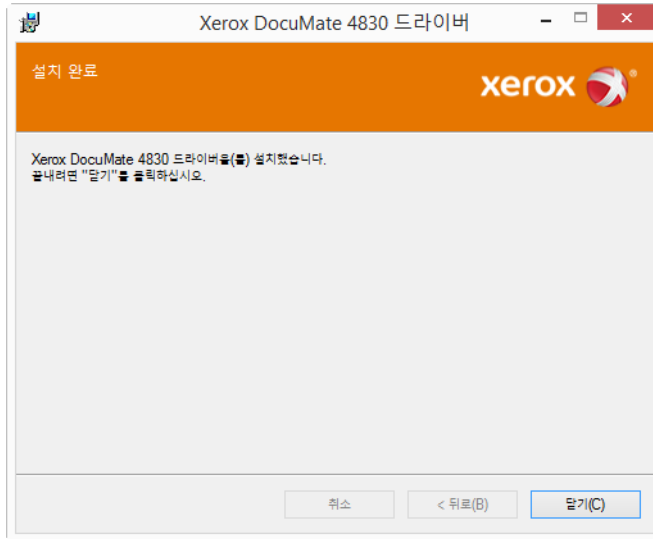 Xerox DocuMate 4830 드라이버
설치 완료
xerox
Xerox DocuMate 4830 드라이버을(를) 설치했습니다.
끝내려면 "닫기"를 클릭하십시오.
취소
< 뒤로(B)
닫기(C)